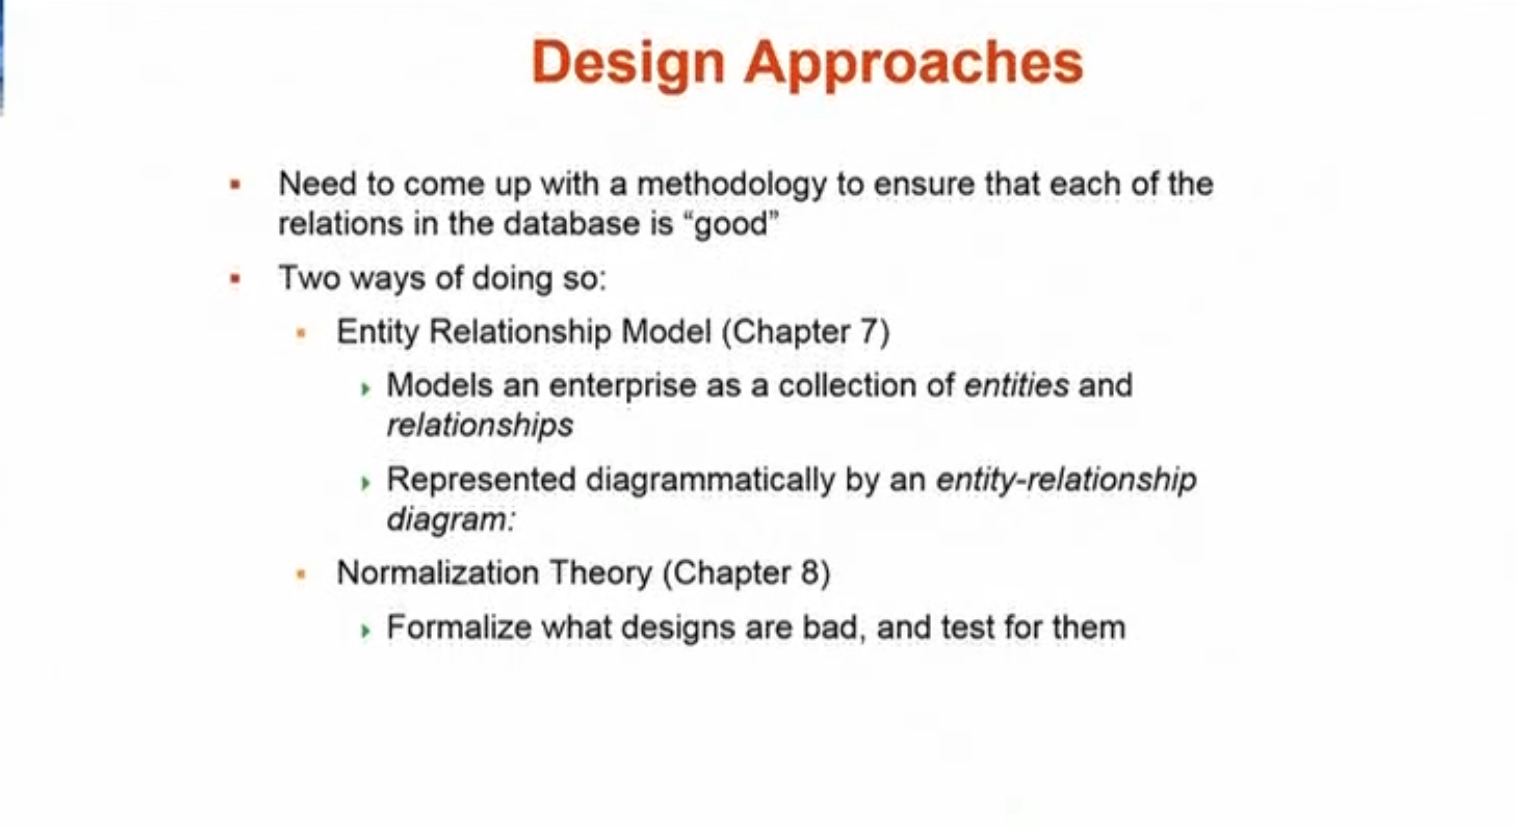 Design Approaches
▪ Need to come up with a methodology to ensure that each of the
relations in the database is “good”
▪ Two ways of doing so:
▪ Entity Relationship Model (Chapter 7)
Models an enterprise as a collection of entities and
relationships
Represented diagrammatically by an entity-relationship
diagram:
▪ Normalization Theory (Chapter 8)
Formalize what designs are bad, and test for them